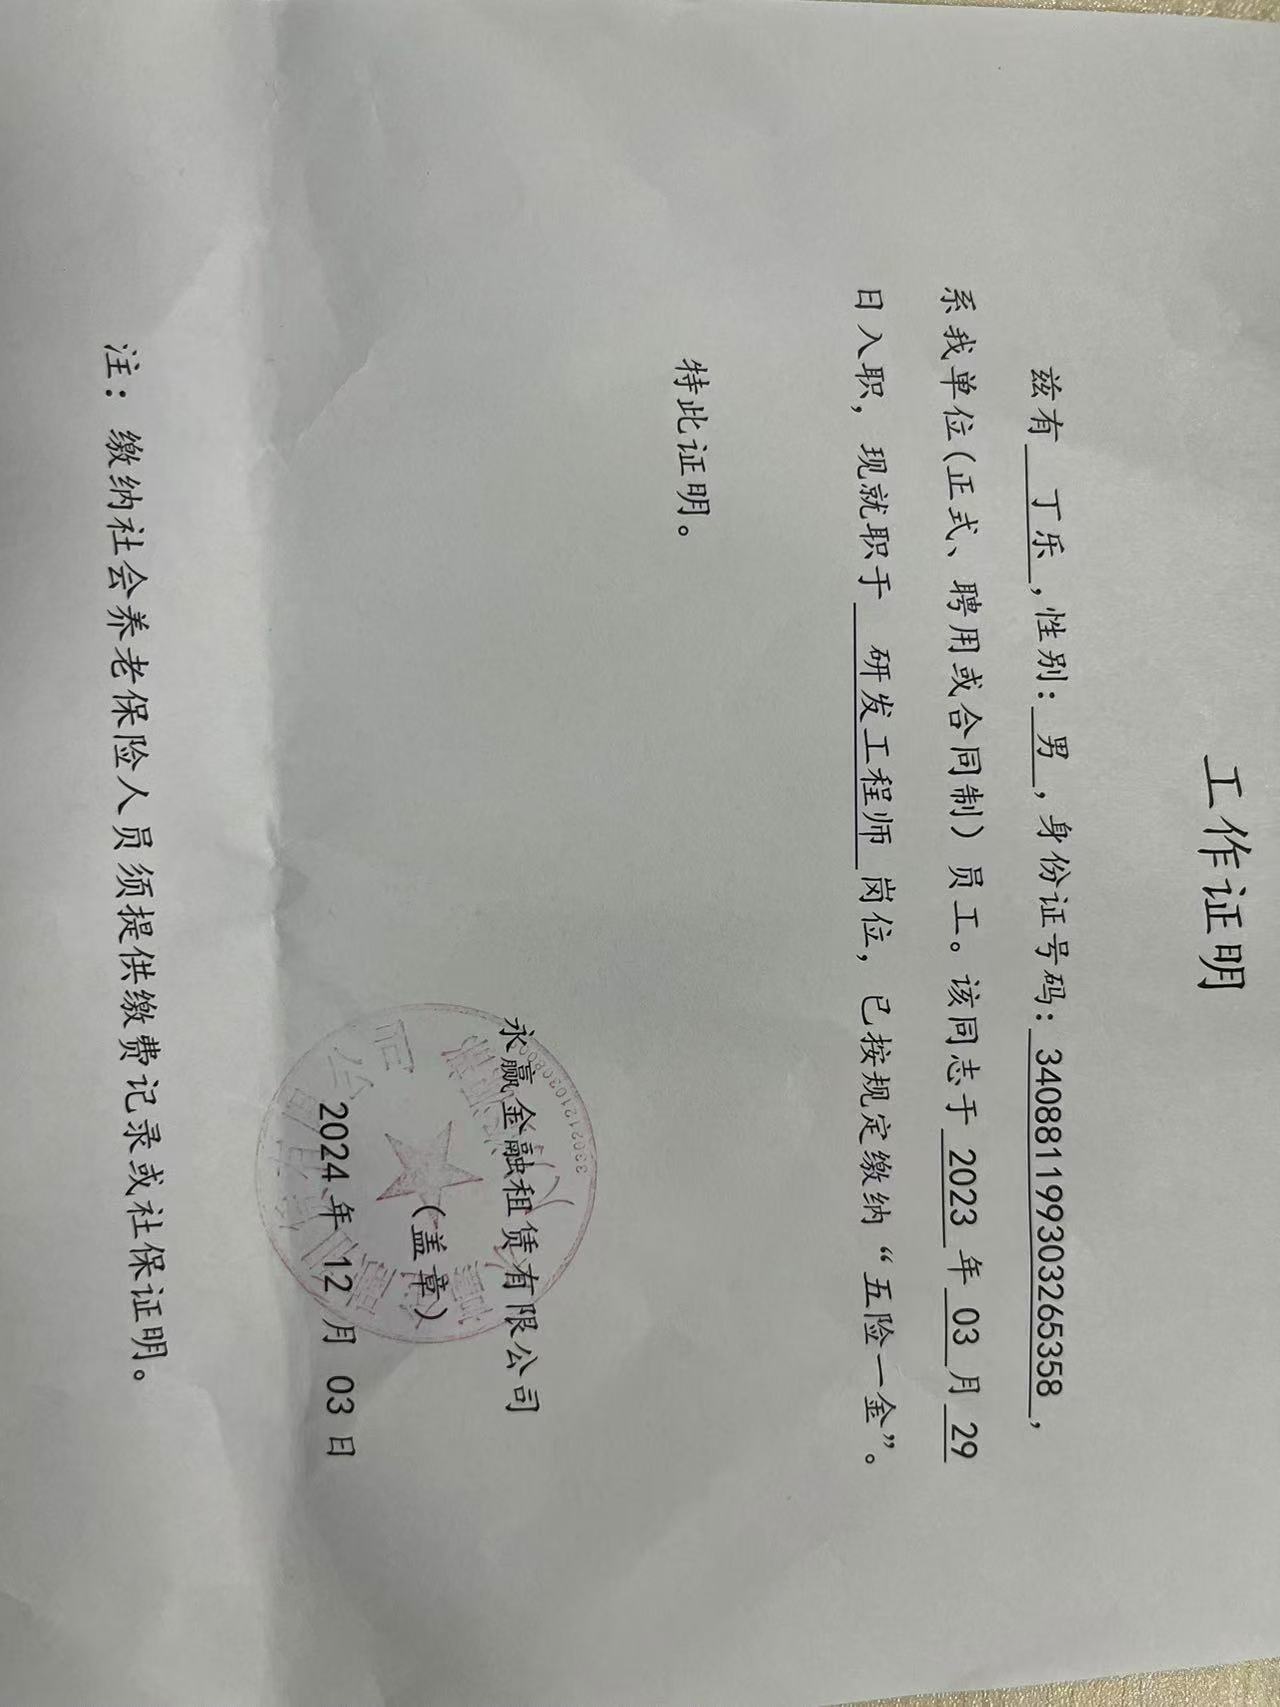 工作证明
兹有 丁乐 ,性别:男,身份证号码:340881199303265358,
系我单位(正式、聘用或合同制)员工。该同志于 2023 年 03 月 29
日入职,现就职于 研发工程师 岗位,已按规定缴纳“五险一金”。
特此证明。
永赢金融租赁有限公司
(盖章)
2024 年 12 月 03 日
注:缴纳社会养老保险人员须提供缴费记录或社保证明。